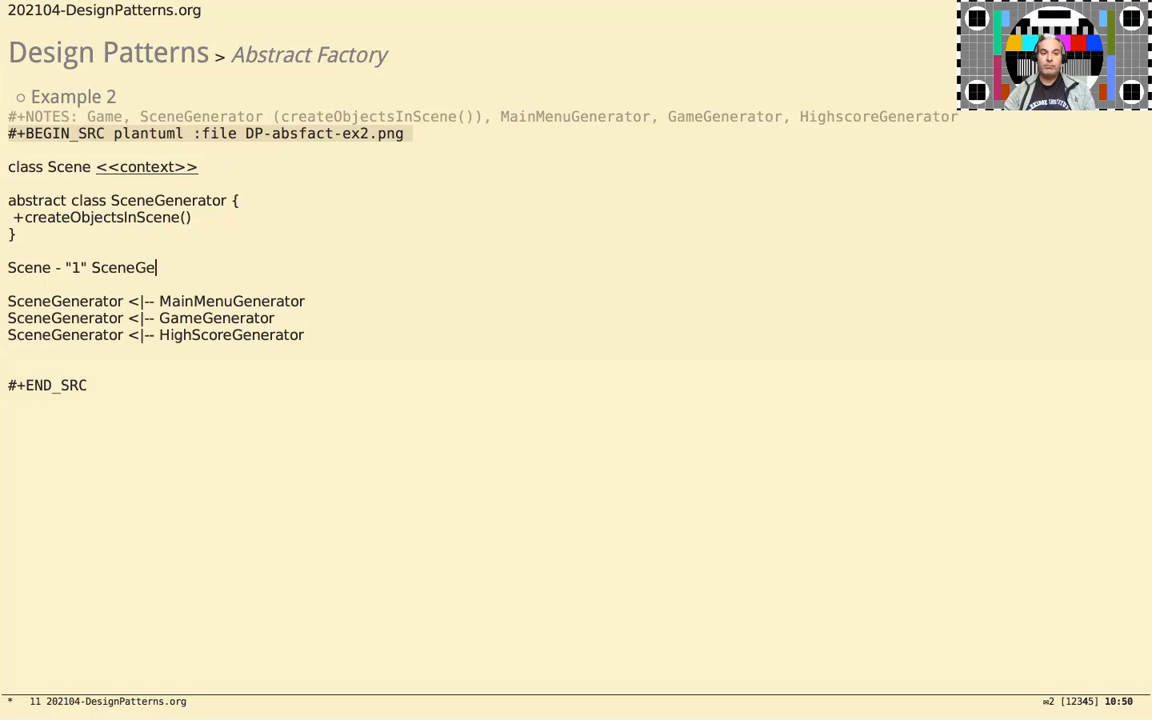 202104-DesignPatterns.org
Design Patterns > Abstract Factory
○ Example 2
#+NOTES: Game, SceneGenerator (createObjectsInScene()), MainMenuGenerator, GameGenerator, HighscoreGenerator
#+BEGIN_SRC plantuml :file DP-absfact-ex2.png
class Scene <<context>>
abstract class SceneGenerator {
+createObjectsInScene()
}
Scene - "1" SceneGe
SceneGenerator <|-- MainMenuGenerator
SceneGenerator <|-- GameGenerator
SceneGenerator <|-- HighScoreGenerator
#+END_SRC
* 11 202104-DesignPatterns.org ✉2 [12345] 10:50